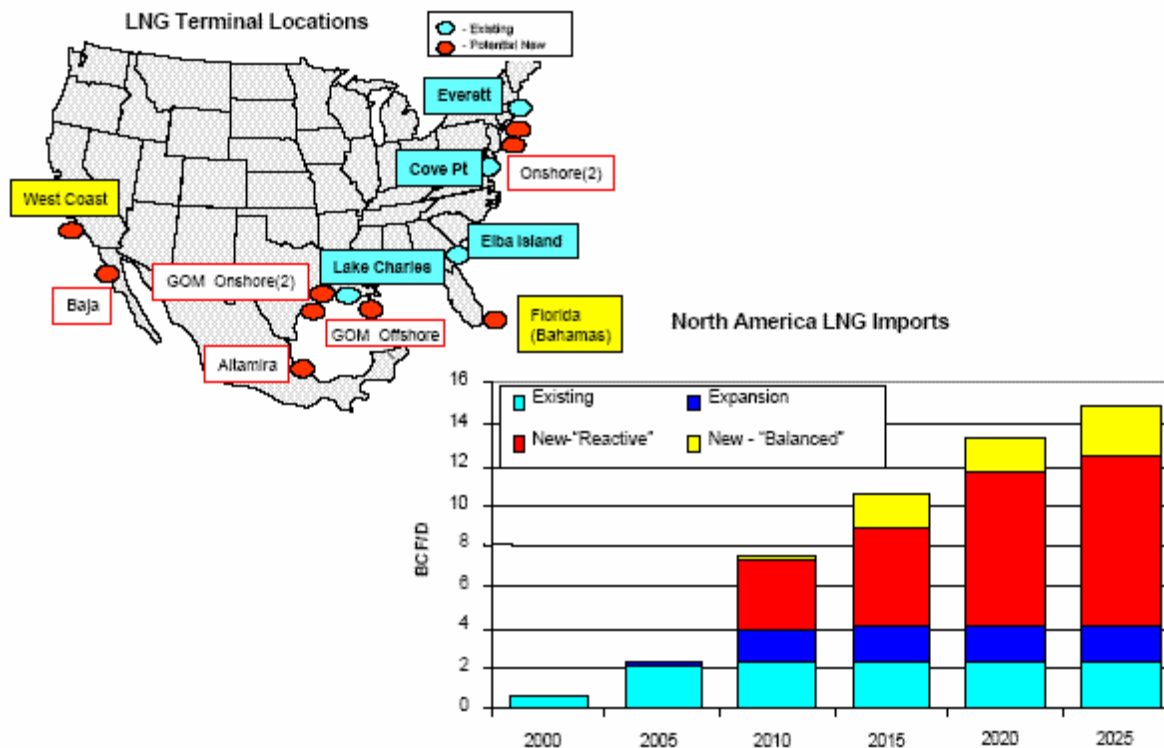 LNG Terminal Locations
- Existing
- Potential New
Everett
Cove Pt
Onshore(2)
West Coast
Elba Island
Lake Charles
GOM Onshore(2)
Baja
GOM Offshore
Florida
(Bahamas)
Altamira
North America LNG Imports
Existing
Expansion
New-"Reactive"
New - "Balanced"
BCF/D
16
14
12
10
8
6
4
2
0
2000 2005 2010 2015 2020 2025